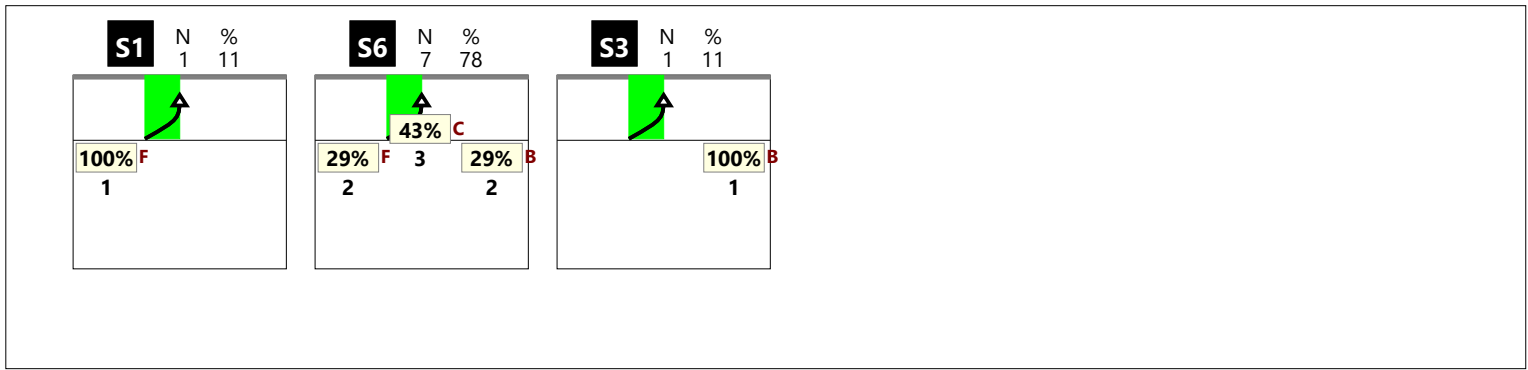 S1 N %
1 11
100% F
1
S6 N %
7 78
43% C
29% F 3 29% B
2 2
S3 N %
1 11
100% B
1